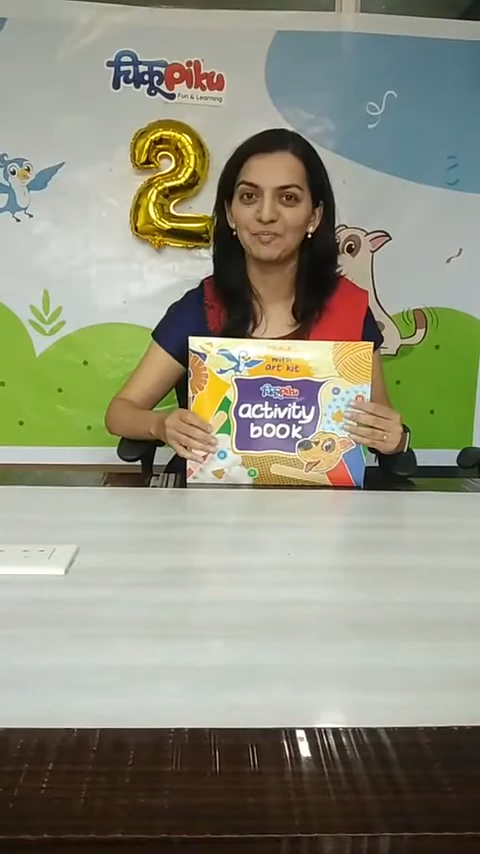 चिकूpiku
Fun & Learning
2
with
art kit
चिकूpiku
activity
book